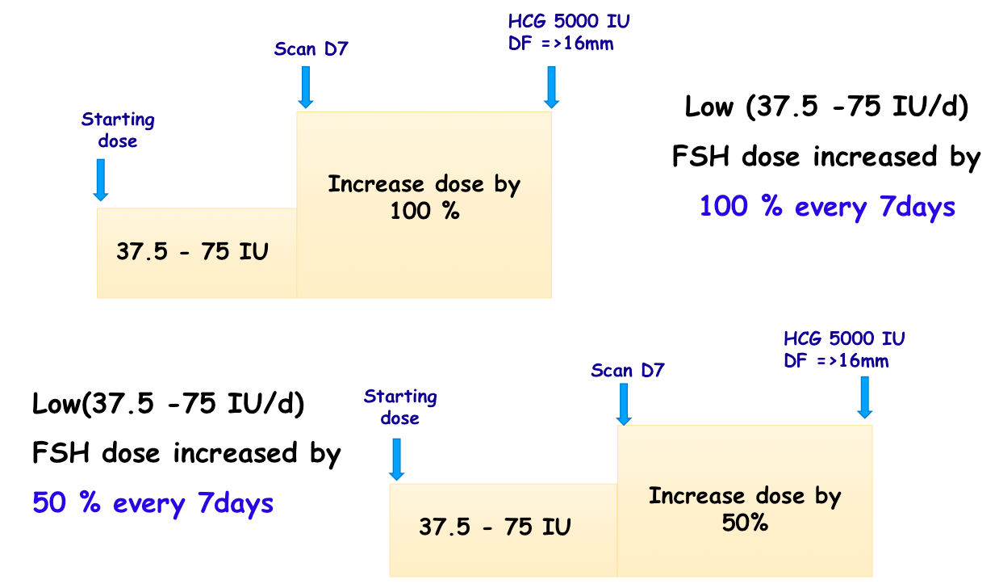 HCG 5000 IU
DF =>16mm
Scan D7
Starting
dose
Increase dose by
100 %
37.5 - 75 IU
Low (37.5 -75 IU/d)
FSH dose increased by
100 % every 7days
Low(37.5 -75 IU/d)
FSH dose increased by
50 % every 7days
HCG 5000 IU
DF =>16mm
Scan D7
Starting
dose
Increase dose by
50%
37.5 - 75 IU